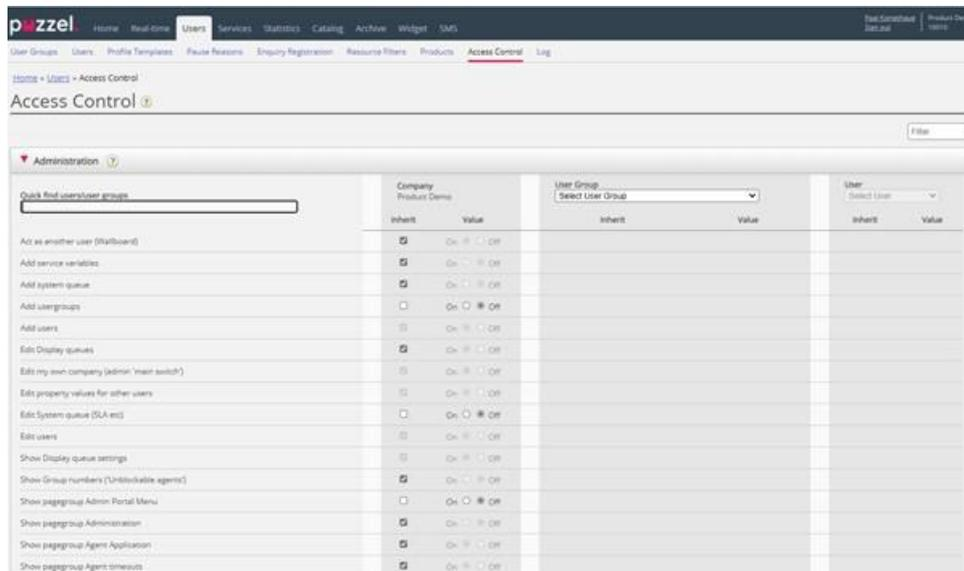 puzzel. Home Real-time Users Services Statistics Catalog Archive Widget SMS
Sign out
User Groups Users Profile Templates Pause Reasons Enquiry Registration Resource Filters Products Access Control Log
Home » Users » Access Control
Access Control ?
Filter
Administration ?
Quick find users/user groups
Company
Product Demo
User Group
Select User Group
User
Select User
Inherit Value Inherit Value Inherit Value
Act as another user (Wallboard) On Off
Add service variables On Off
Add system queue On Off
Add usergroups On Off
Add users On Off
Edit Display queues On Off
Edit my own company (admin 'main switch') On Off
Edit property values for other users On Off
Edit System queue (SLA etc) On Off
Edit users On Off
Show Display queue settings On Off
Show Group numbers ('Unblockable agents') On Off
Show pagegroup Admin Portal Menu On Off
Show pagegroup Administration On Off
Show pagegroup Agent Application On Off
Show pagegroup Agent timeouts On Off